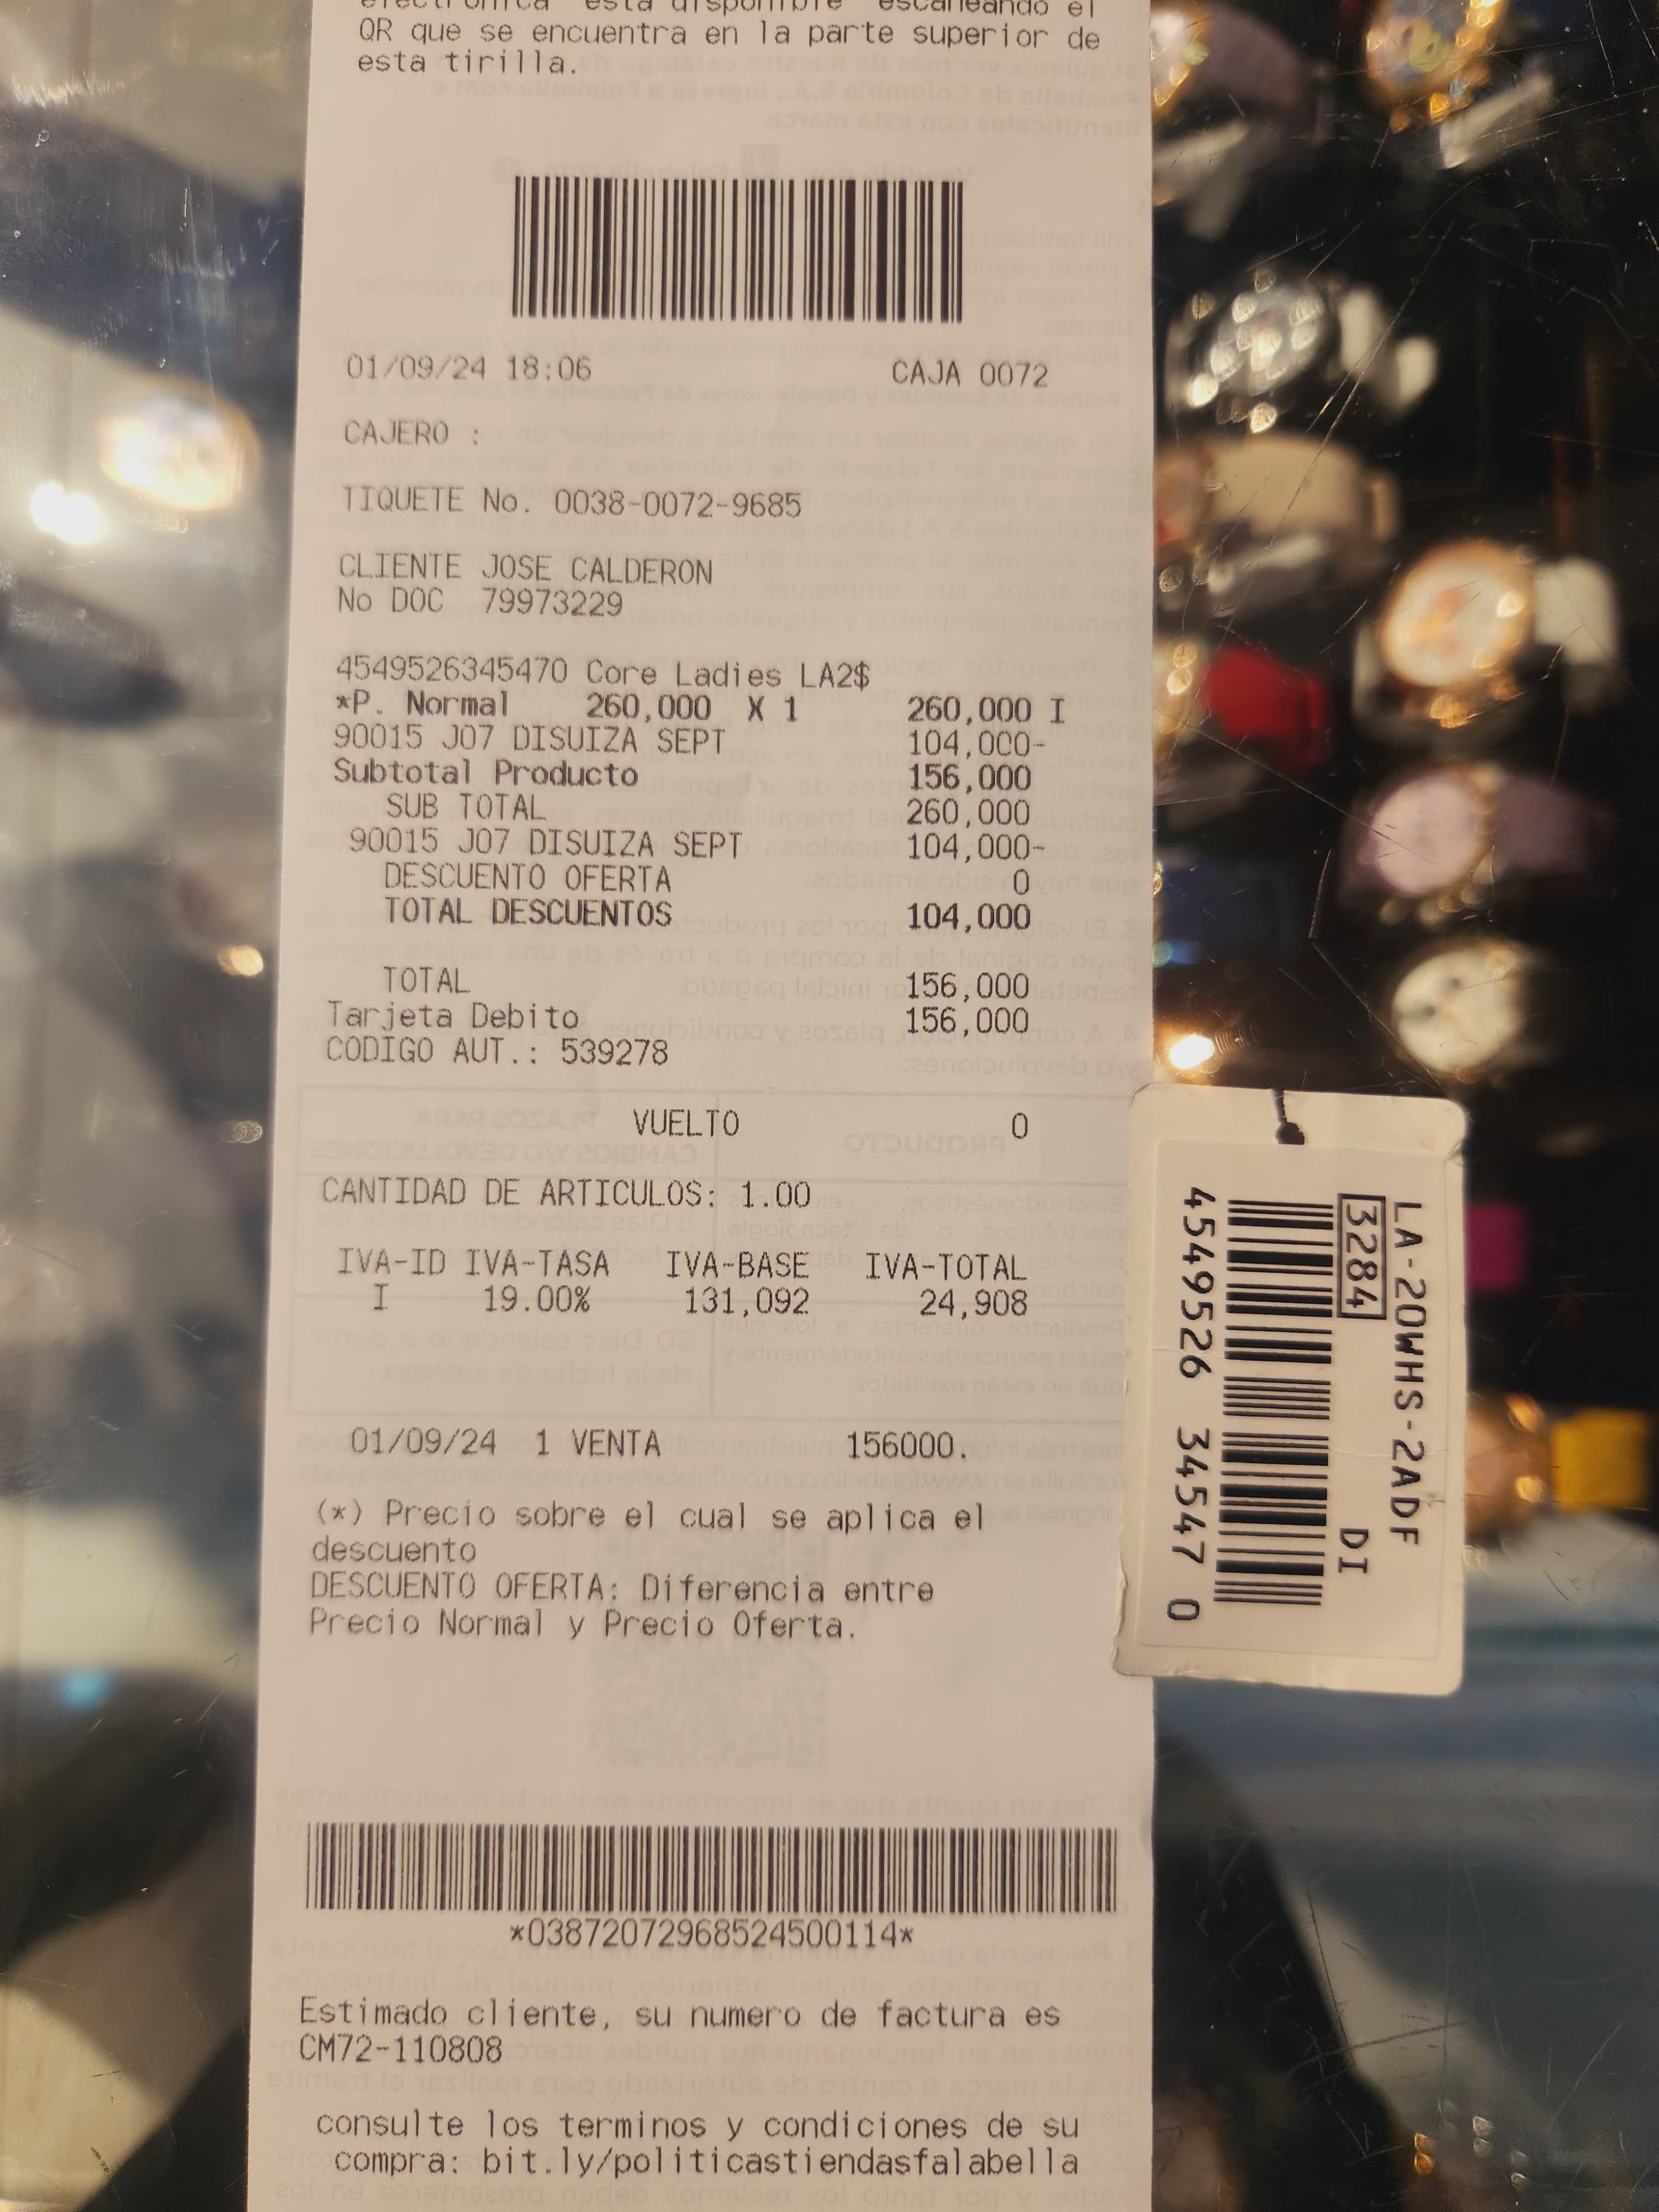 electronica esta disponible escaneando el
QR que se encuentra en la parte superior de
esta tirilla.
01/09/24 18:06 CAJA 0072
CAJERO :
TIQUETE No. 0038-0072-9685
CLIENTE JOSE CALDERON
No DOC 79973229
4549526345470 Core Ladies LA2$
*P. Normal 260,000 X 1 260,000 I
90015 J07 DISUIZA SEPT 104,000-
Subtotal Producto 156,000
SUB TOTAL 260,000
90015 J07 DISUIZA SEPT 104,000-
DESCUENTO OFERTA 0
TOTAL DESCUENTOS 104,000
TOTAL 156,000
Tarjeta Debito 156,000
CODIGO AUT.: 539278
VUELTO 0
CANTIDAD DE ARTICULOS: 1.00
IVA-ID IVA-TASA IVA-BASE IVA-TOTAL
I 19.00% 131,092 24,908
01/09/24 1 VENTA 156000.
(*) Precio sobre el cual se aplica el
descuento
DESCUENTO OFERTA: Diferencia entre
Precio Normal y Precio Oferta.
*03872072968524500114*
Estimado cliente, su numero de factura es
CM72-110808
consulte los terminos y condiciones de su
compra: bit.ly/politicastiendasfalabella
LA-20WHS-2ADF
3284 DI
4549526 34547 0